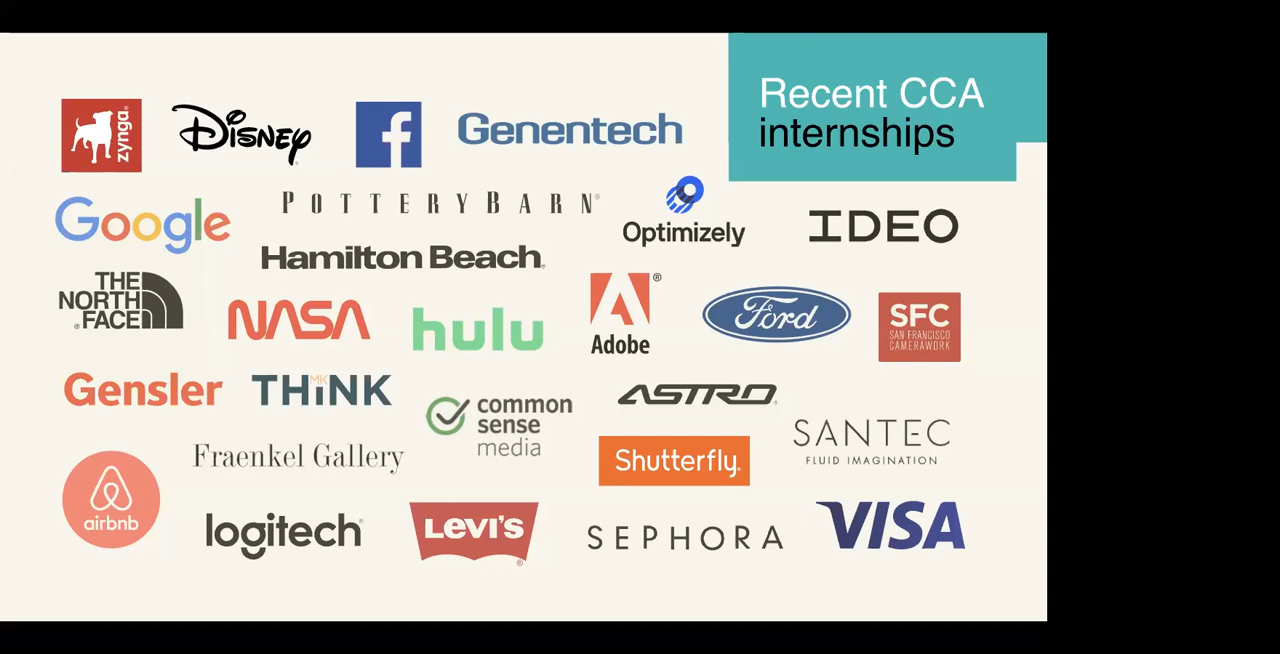 Recent CCA
internships
zynga®
Disney
f
Genentech
Google
POTTERYBARN®
Optimizely
IDEO
Hamilton Beach®
THE
NORTH
FACE®
NASA
hulu
Adobe®
Ford
SFC
SAN FRANCISCO
CAMERAWORK
Gensler
MK
THiNK
common
sense
media
ASTRO
SANTEC
FLUID IMAGINATION
Fraenkel Gallery
Shutterfly®
airbnb
logitech®
LEVI'S®
SEPHORA
VISA